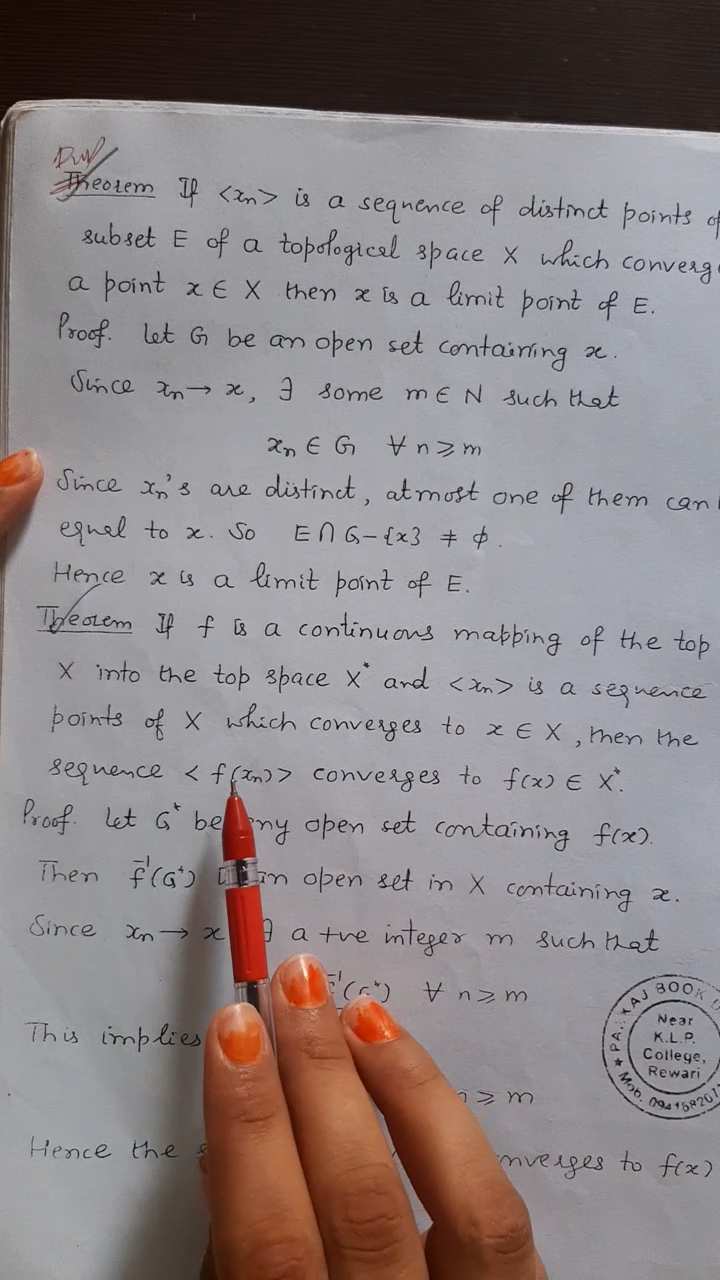 Theorem If <xn> is a sequence of distinct points of
subset E of a topological space X which converg
a point x ∈ X then x is a limit point of E.
Proof. Let G be an open set containing x.
Since xn → x, ∃ some m ∈ N such that
xn ∈ G ∀ n ≥ m
Since xn's are distinct, atmost one of them can
equal to x. So E ∩ G - {x} ≠ ϕ.
Hence x is a limit point of E.
Theorem If f is a continuous mapping of the top
X into the top space X* and <xn> is a sequence
points of X which converges to x ∈ X, then the
sequence < f(xn) > converges to f(x) ∈ X*.
Proof. Let G* be any open set containing f(x).
Then f⁻¹(G*) an open set in X containing x.
Since xn → x ∃ a +ve integer m such that
f⁻¹(G*) ∀ n ≥ m
This implies
n ≥ m
Hence the converges to f(x)
PANKAJ BOOK
Near
K.L.P.
College,
Rewari
Mob.